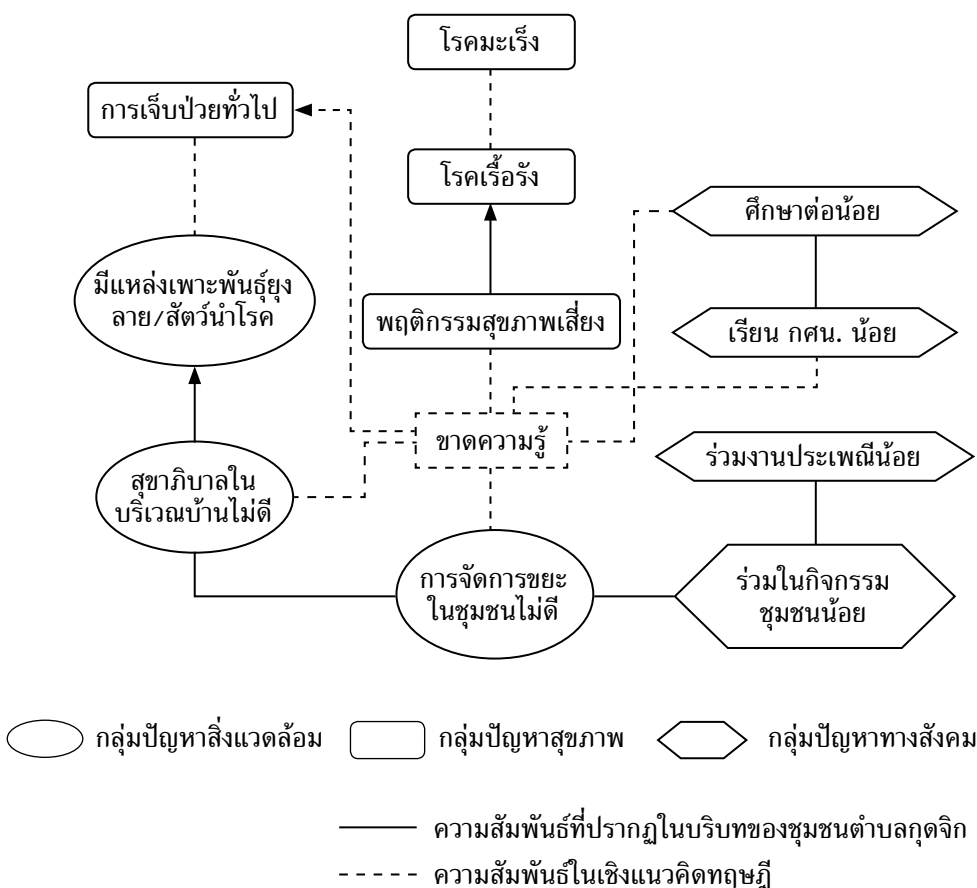 โรคมะเร็ง
การเจ็บป่วยทั่วไป
โรคเรื้อรัง
ศึกษาต่อน้อย
มีแหล่งเพาะพันธุ์ยุง
ลาย/สัตว์นำโรค
พฤติกรรมสุขภาพเสี่ยง
เรียน กศน. น้อย
ขาดความรู้
ร่วมงานประเพณีน้อย
สุขาภิบาลใน
บริเวณบ้านไม่ดี
การจัดการขยะ
ในชุมชนไม่ดี
ร่วมในกิจกรรม
ชุมชนน้อย
กลุ่มปัญหาสิ่งแวดล้อม
กลุ่มปัญหาสุขภาพ
กลุ่มปัญหาทางสังคม
ความสัมพันธ์ที่ปรากฏในบริบทของชุมชนตำบลกุดจิก
ความสัมพันธ์ในเชิงแนวคิดทฤษฎี